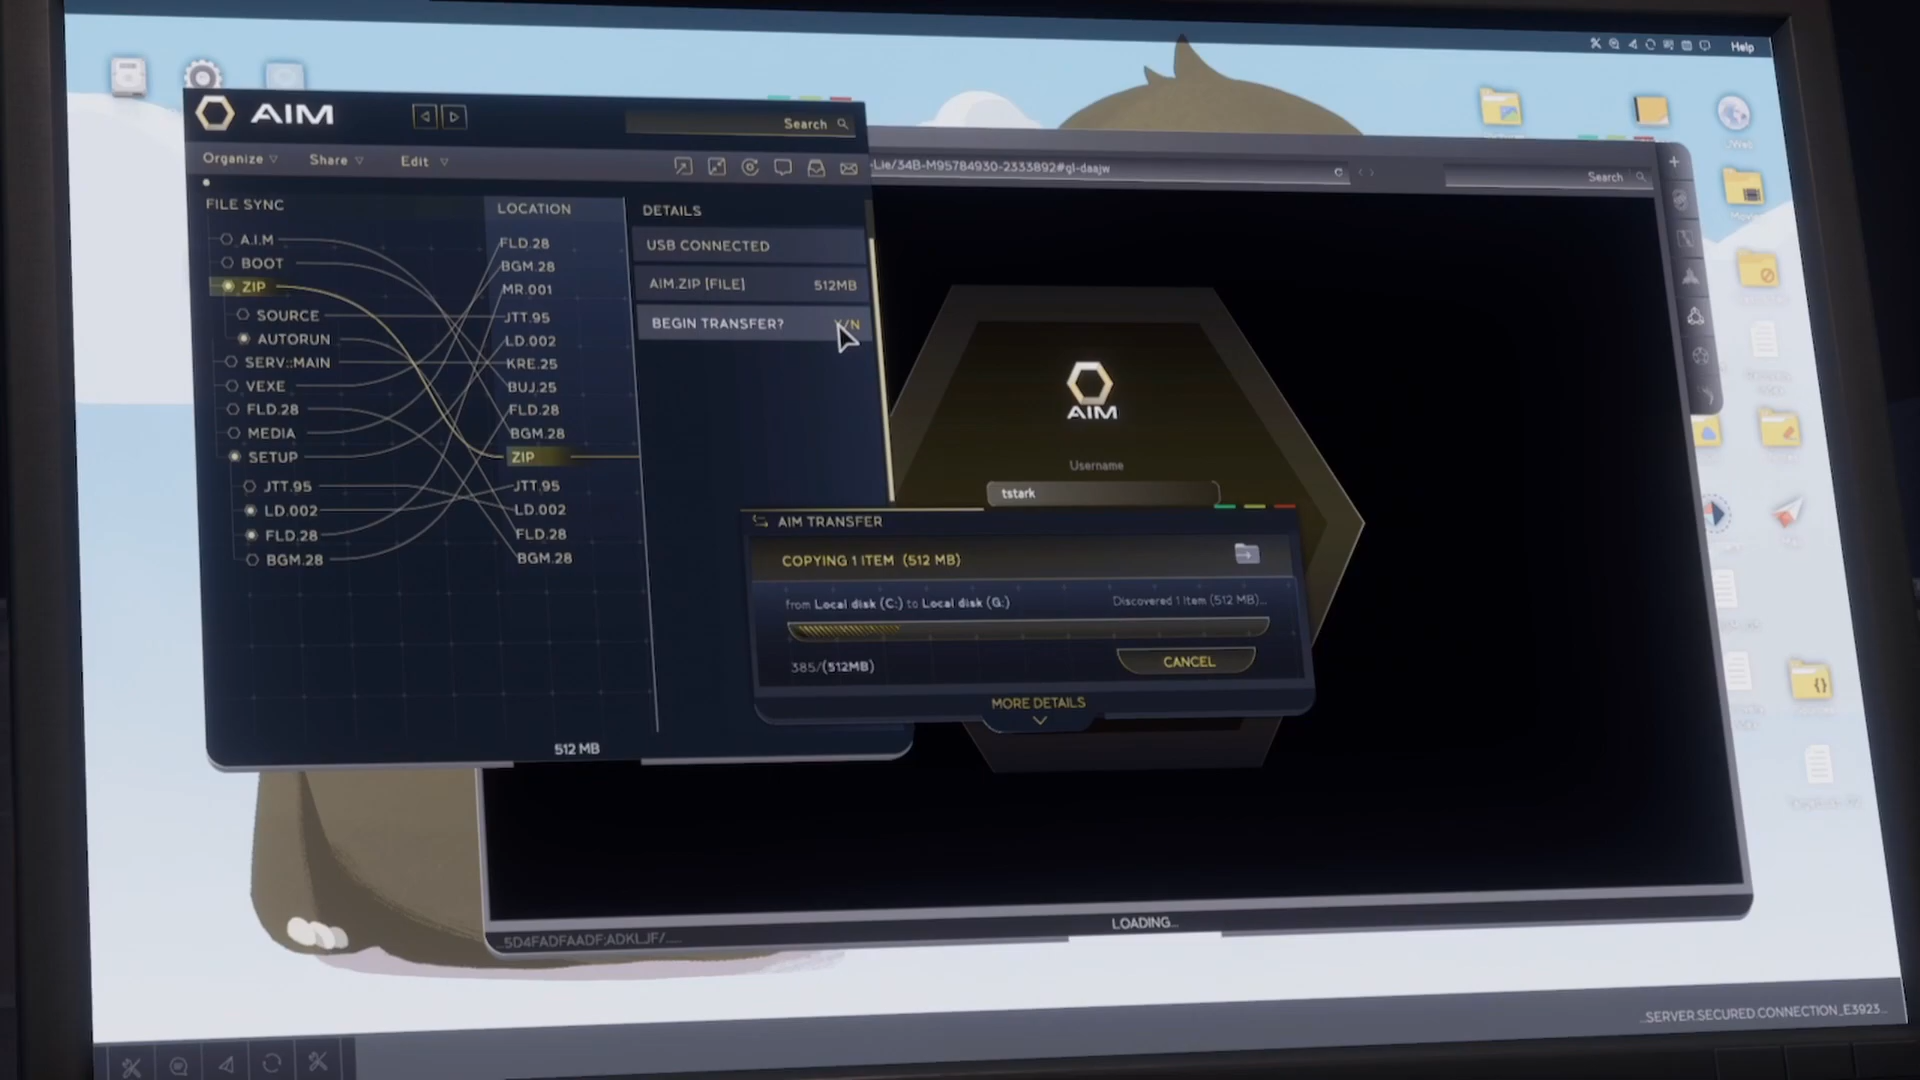 Help
AIM
Search
Organize
Share
Edit
-Lie/34B-M95784930-2333892#gl-daajw
Search
JWeb
FILE SYNC
LOCATION
DETAILS
A.I.M
BOOT
ZIP
SOURCE
AUTORUN
SERV::MAIN
VEXE
FLD.28
MEDIA
SETUP
JTT.95
LD.002
FLD.28
BGM.28
FLD.28
BGM.28
MR.001
JTT.95
LD.002
KRE.25
BUJ.25
FLD.28
BGM.28
ZIP
JTT.95
LD.002
FLD.28
BGM.28
USB CONNECTED
AIM.ZIP [FILE] 512MB
BEGIN TRANSFER? Y/N
512 MB
AIM
Username
tstark
AIM TRANSFER
COPYING 1 ITEM (512 MB)
from Local disk (C:) to Local disk (G:)
Discovered 1 Item (512 MB)...
385/(512MB)
CANCEL
MORE DETAILS
LOADING...
...5D4FADFAADF;ADKL_JF/.....
...SERVER.SECURED.CONNECTION_E3923...